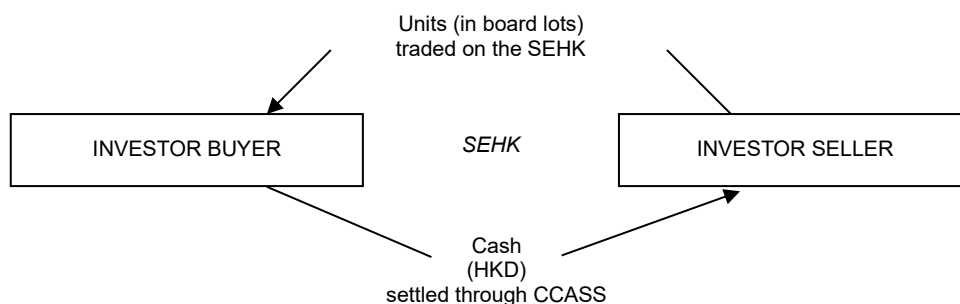 Units (in board lots)
traded on the SEHK
INVESTOR BUYER
SEHK
INVESTOR SELLER
Cash
(HKD)
settled through CCASS